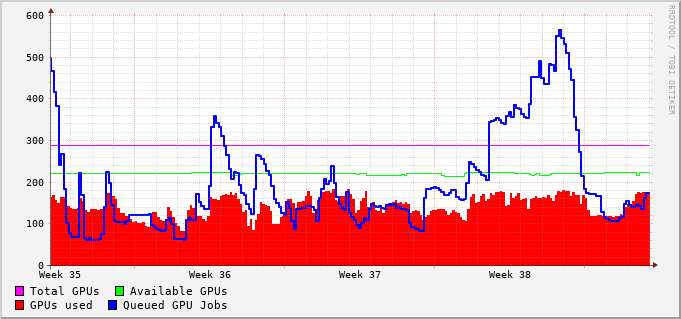 RRDTOOL / TOBI OETIKER
600
500
400
300
200
100
0
Week 35 Week 36 Week 37 Week 38
Total GPUs Available GPUs
GPUs used Queued GPU Jobs